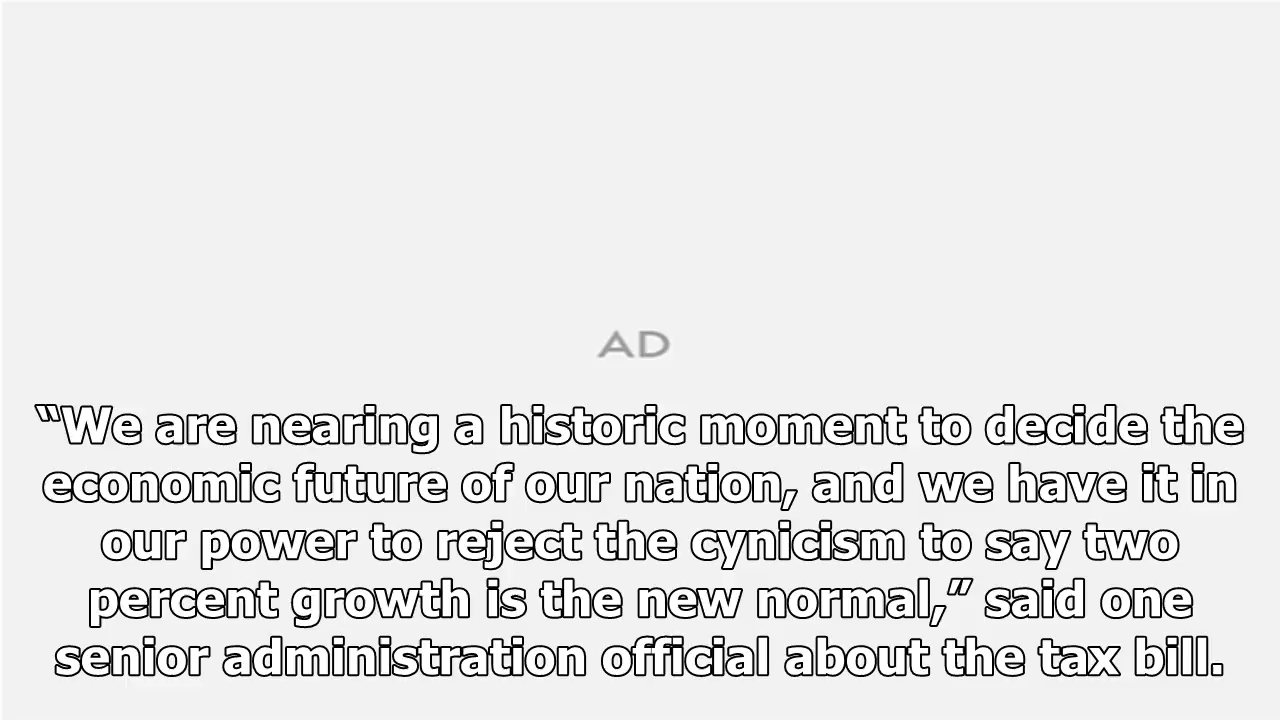 AD
“We are nearing a historic moment to decide the
economic future of our nation, and we have it in
our power to reject the cynicism to say two
percent growth is the new normal,” said one
senior administration official about the tax bill.